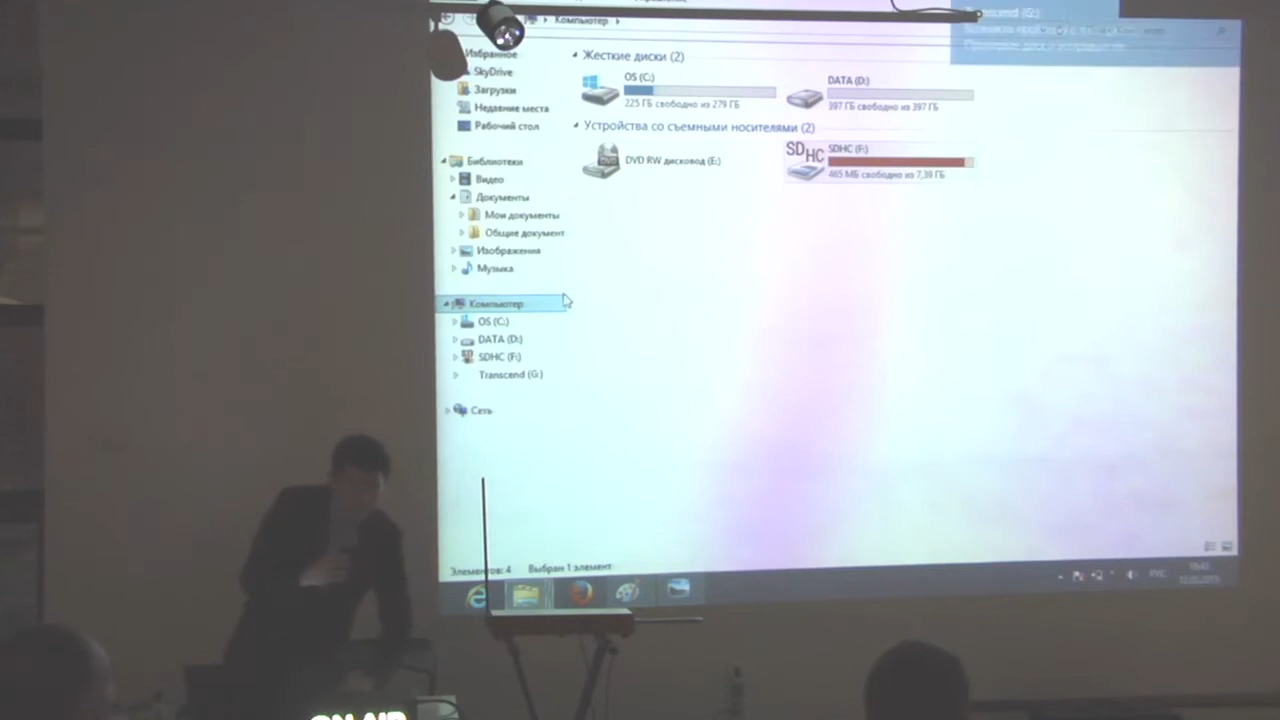 Компьютер
Transcend (G:)
Избранное
SkyDrive
Загрузки
Недавние места
Рабочий стол
Библиотеки
Видео
Документы
Мои документы
Общие документ
Изображения
Музыка
Компьютер
OS (C:)
DATA (D:)
SDHC (F:)
Transcend (G:)
Сеть
Жесткие диски (2)
OS (C:)
225 ГБ свободно из 279 ГБ
DATA (D:)
397 ГБ свободно из 397 ГБ
Устройства со съемными носителями (2)
DVD RW дисковод (E:)
SDHC
SDHC (F:)
465 МБ свободно из 7,39 ГБ
Элементов: 4 Выбран 1 элемент
РУС
ON AIR